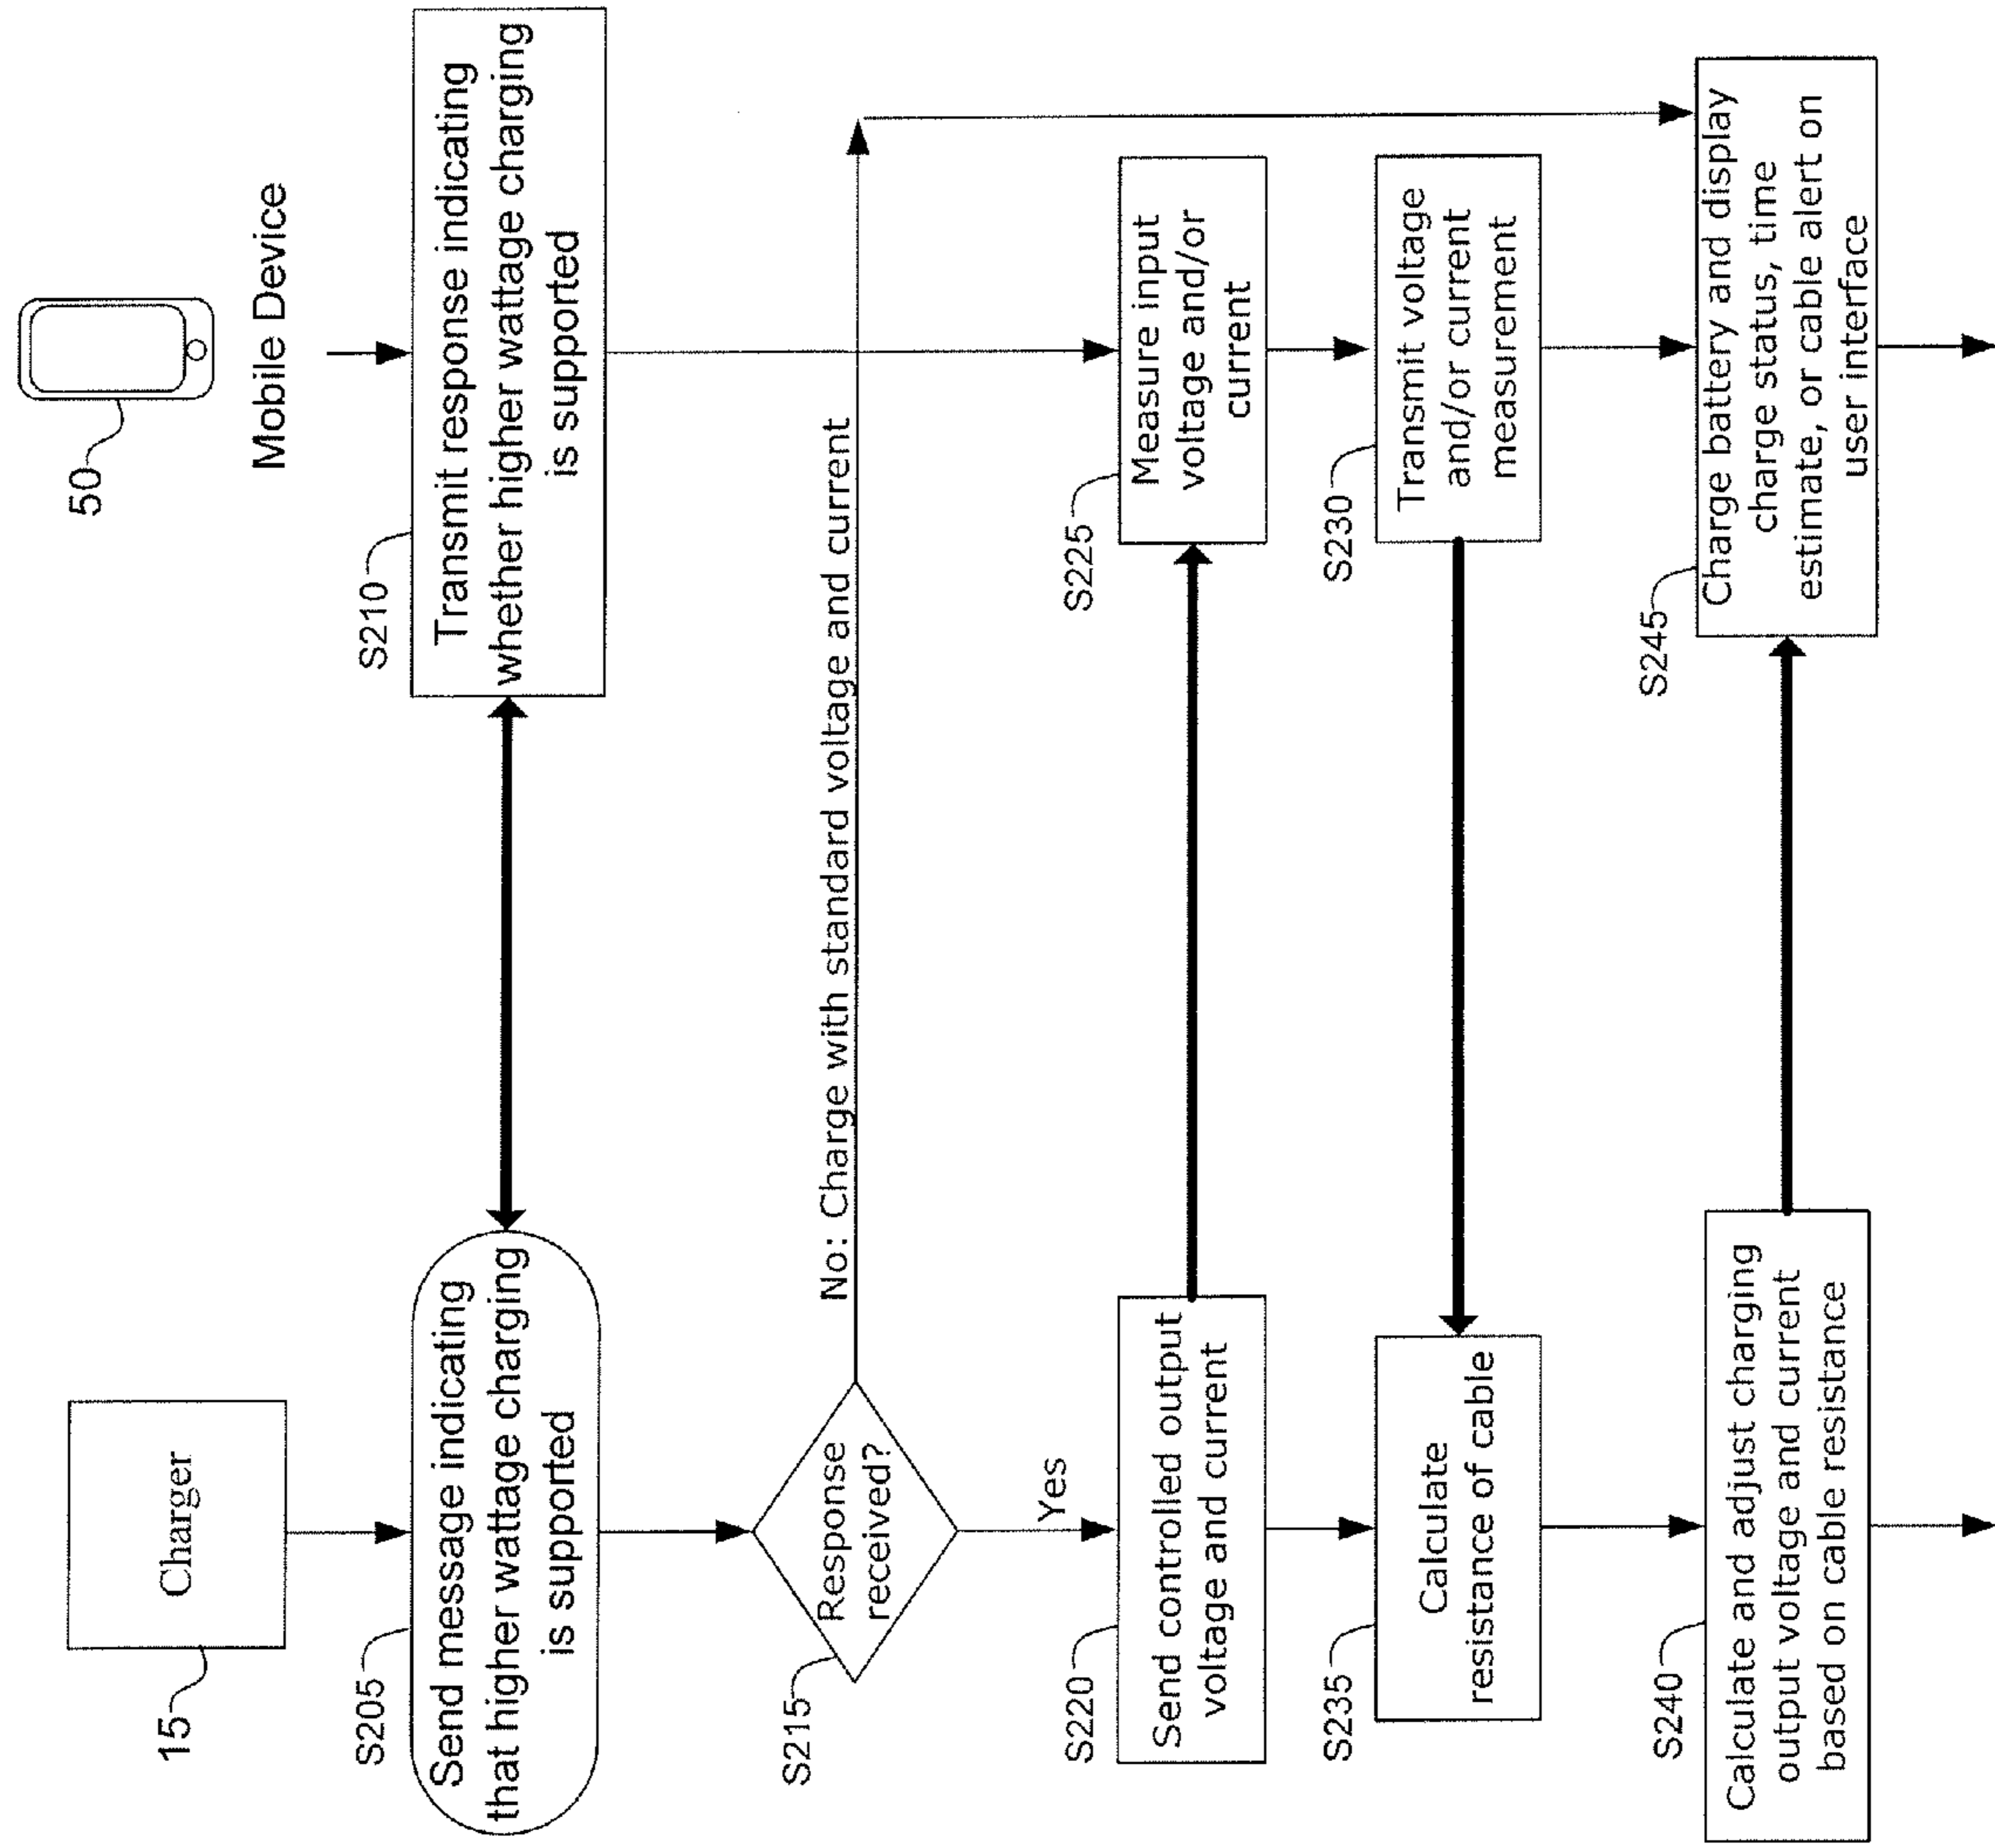 15
Charger
50
Mobile Device
S205
Send message indicating
that higher wattage charging
is supported
S210
Transmit response indicating
whether higher wattage charging
is supported
S215
Response
received?
No: Charge with standard voltage and current
Yes
S220
Send controlled output
voltage and current
S225
Measure input
voltage and/or
current
S230
Transmit voltage
and/or current
measurement
S235
Calculate
resistance of cable
S240
Calculate and adjust charging
output voltage and current
based on cable resistance
S245
Charge battery and display
charge status, time
estimate, or cable alert on
user interface